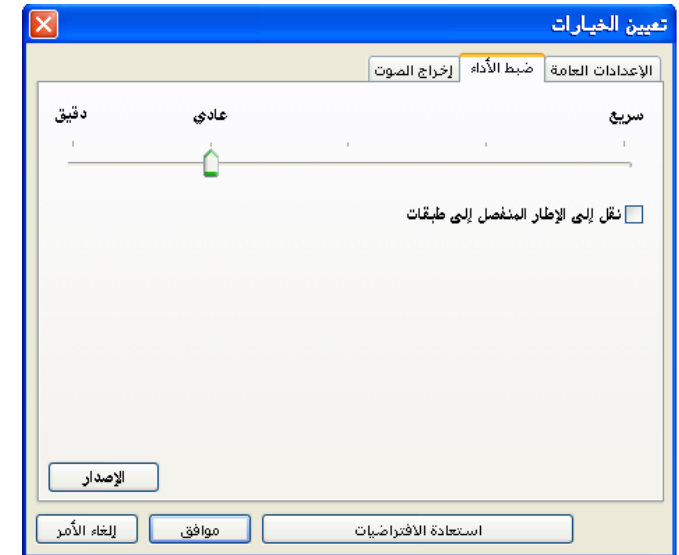 تعيين الخيارات
الإعدادات العامة ضبط الأداء إخراج الصوت
سريع عادي دقيق
نقل إلى الإطار المنفصل إلى طبقات
الإصدار
استعادة الافتراضيات موافق إلغاء الأمر